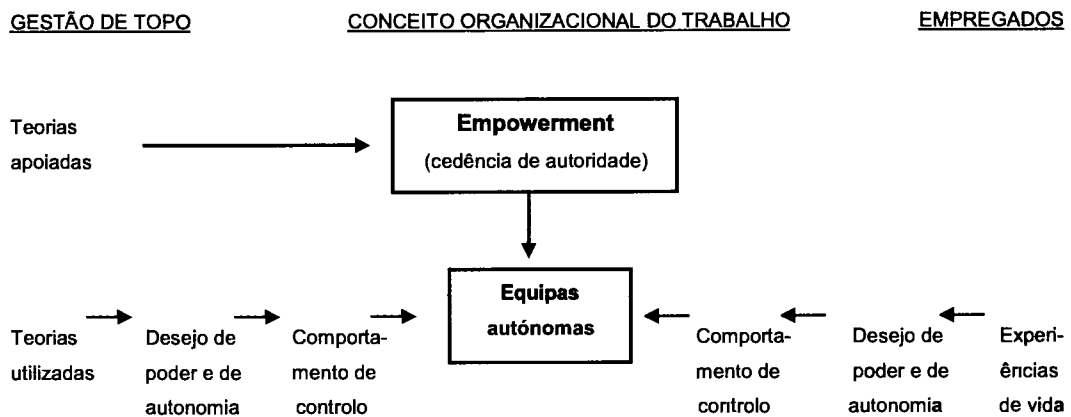 GESTÃO DE TOPO
CONCEITO ORGANIZACIONAL DO TRABALHO
EMPREGADOS
Teorias
apoiadas
Empowerment
(cedência de autoridade)
Equipas
autónomas
Teorias
utilizadas
Desejo de
poder e de
autonomia
Comporta-
mento de
controlo
Comporta-
mento de
controlo
Desejo de
poder e de
autonomia
Experi-
ências
de vida